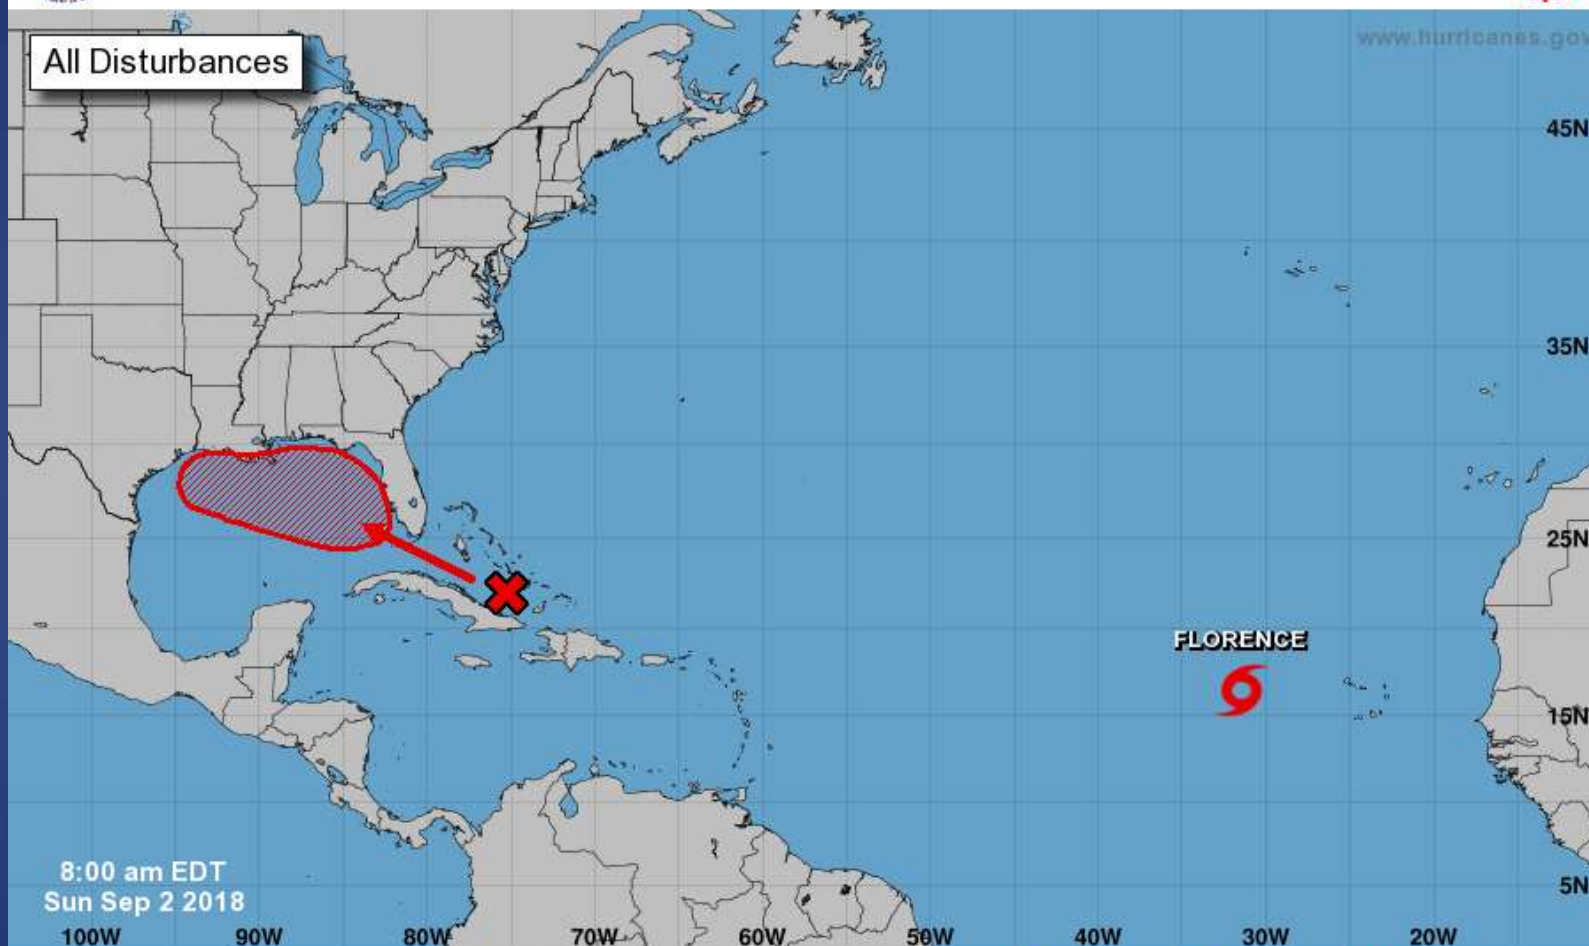 All Disturbances
www.hurricanes.gov
45N
35N
25N
FLORENCE
15N
8:00 am EDT
Sun Sep 2 2018
5N
100W 90W 80W 70W 60W 50W 40W 30W 20W